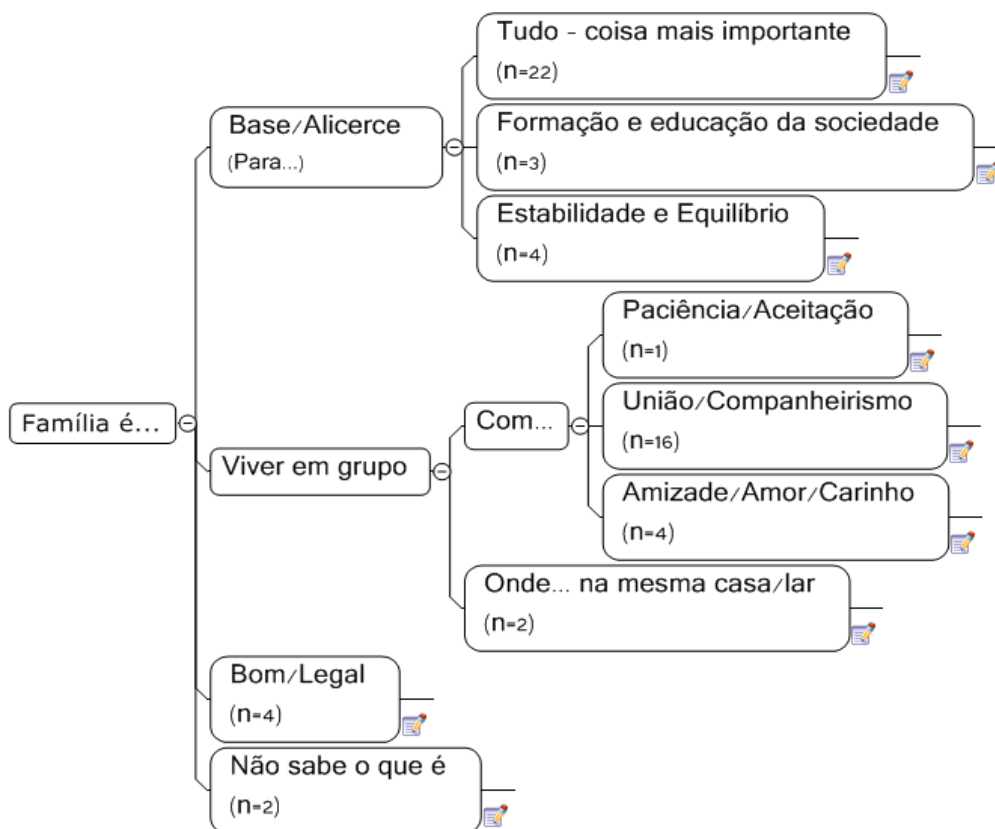 Família é...
Base/Alicerce
(Para...)
Tudo - coisa mais importante
(n=22)
Formação e educação da sociedade
(n=3)
Estabilidade e Equilíbrio
(n=4)
Viver em grupo
Com...
Paciência/Aceitação
(n=1)
União/Companheirismo
(n=16)
Amizade/Amor/Carinho
(n=4)
Onde... na mesma casa/lar
(n=2)
Bom/Legal
(n=4)
Não sabe o que é
(n=2)